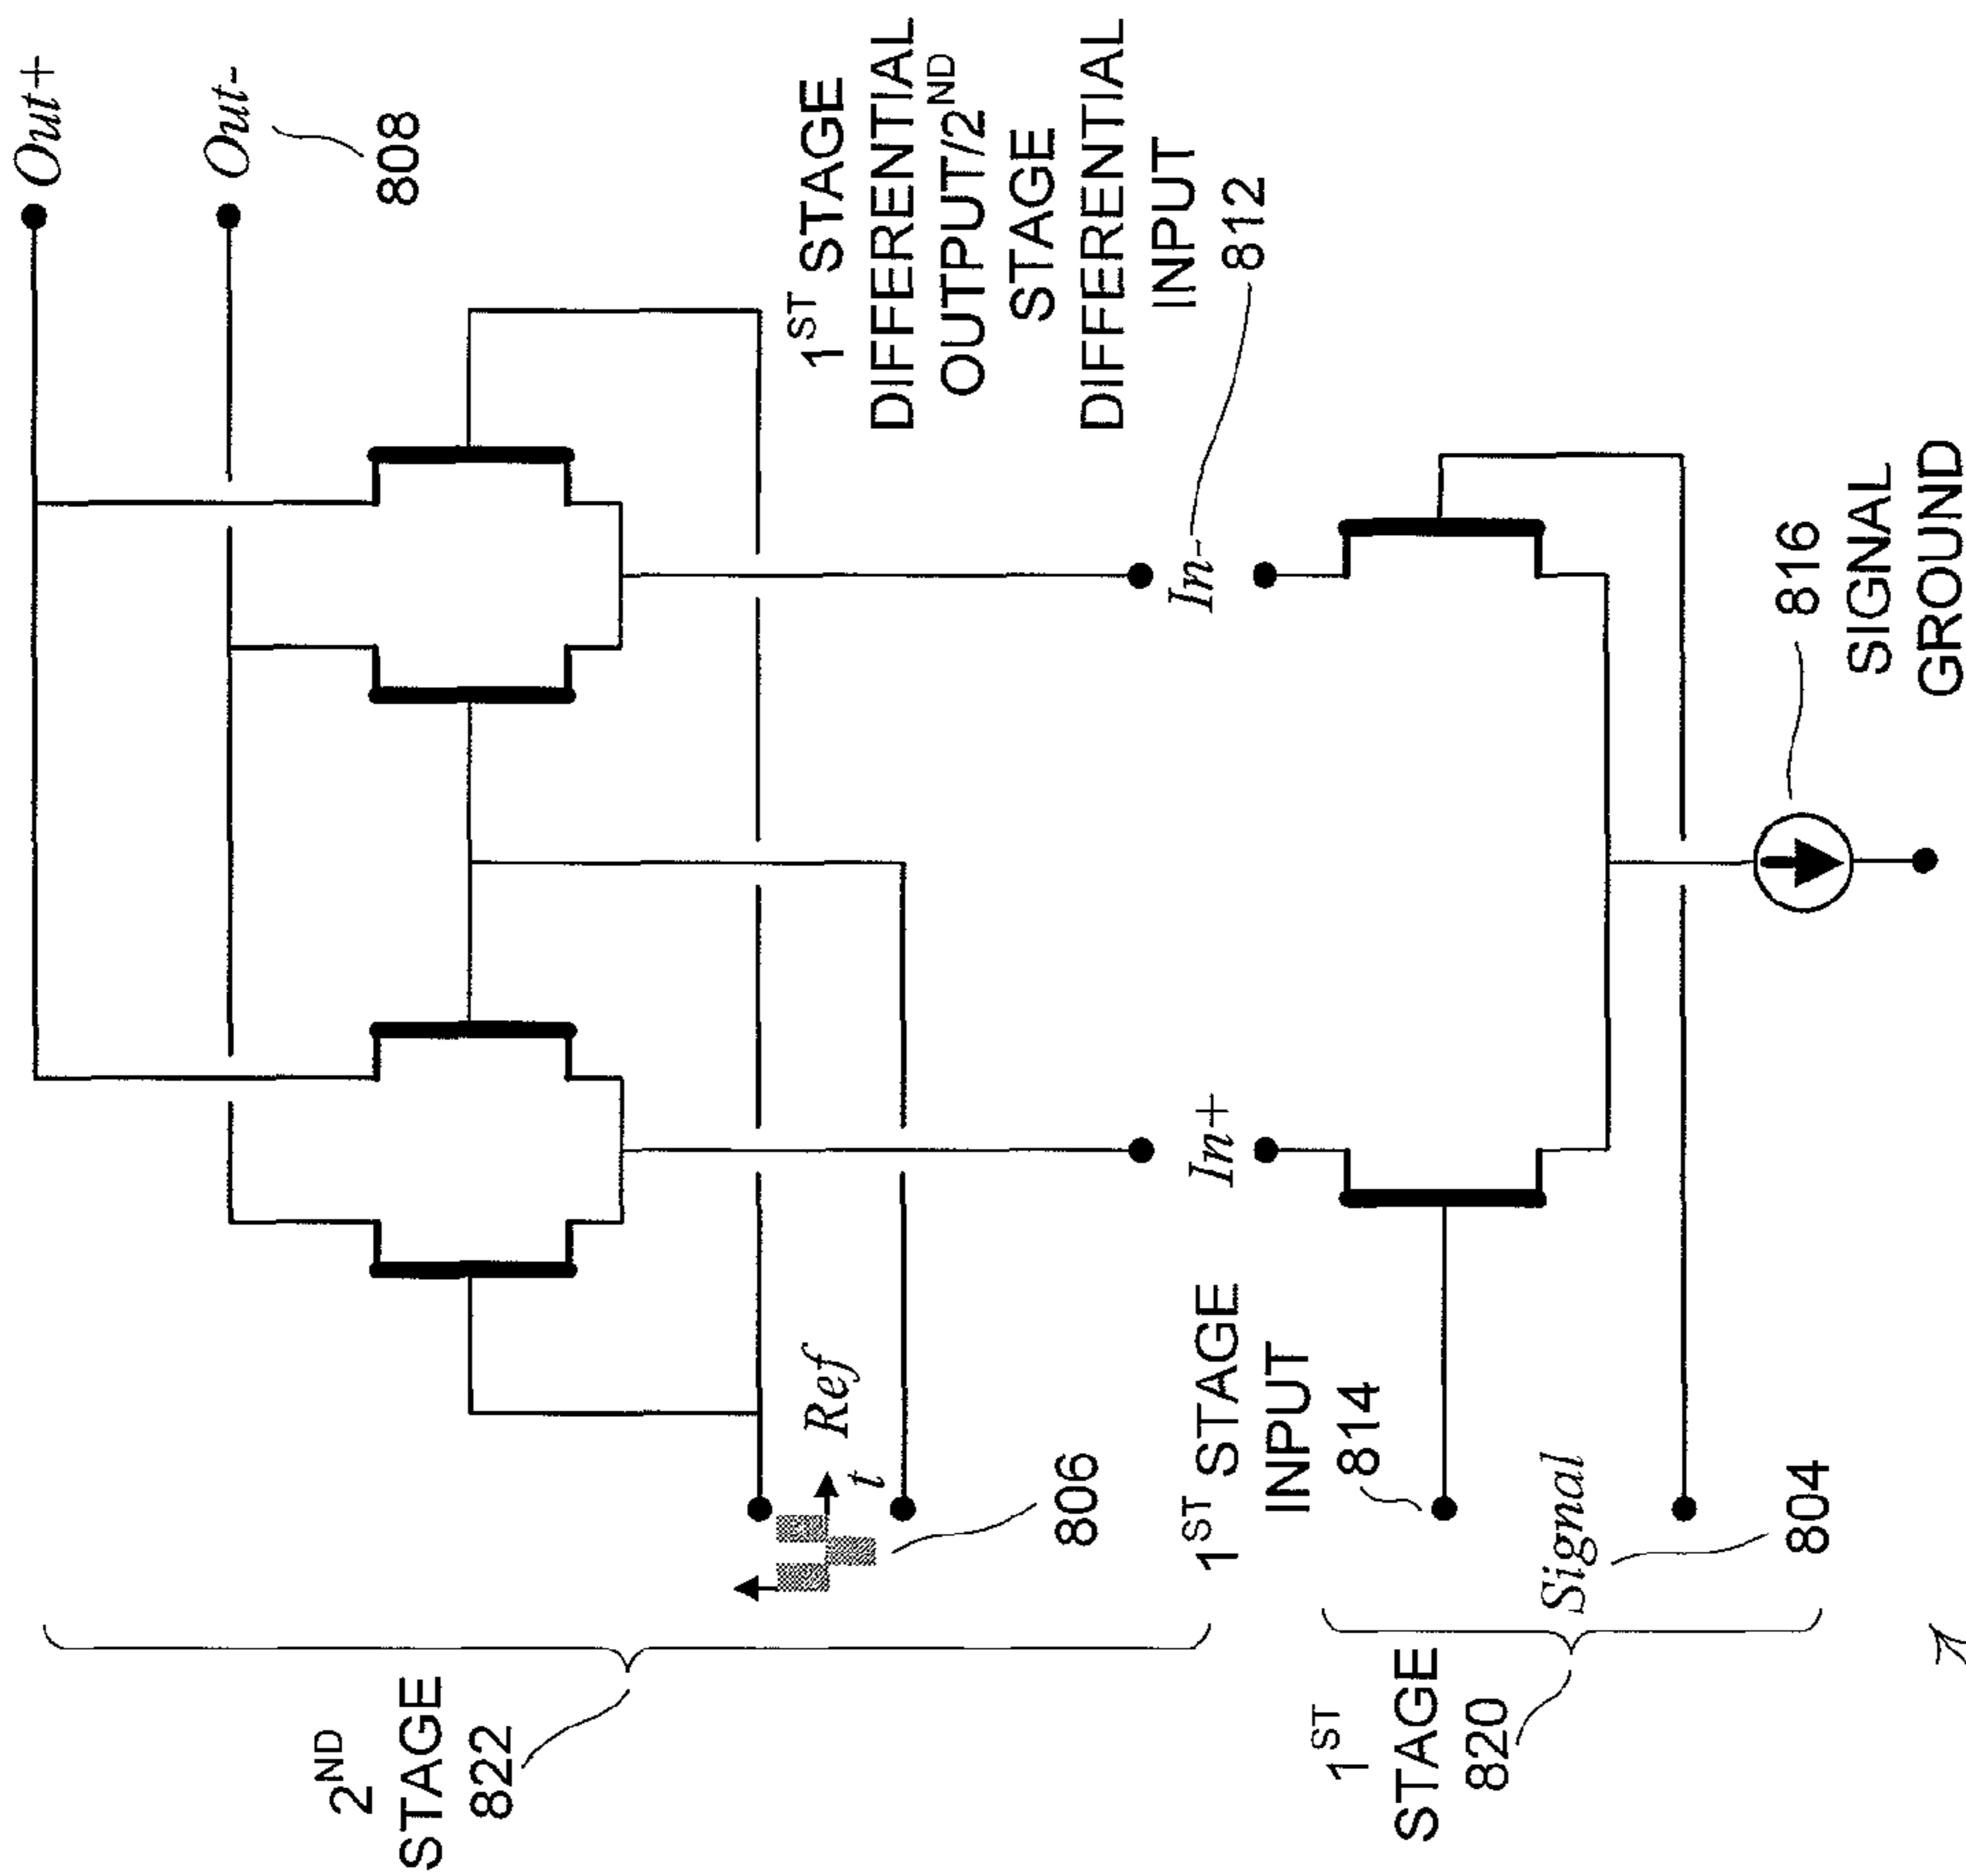 Out+
Out-
808
1ST STAGE
DIFFERENTIAL
OUTPUT/2ND
STAGE
DIFFERENTIAL
INPUT
812
2ND
STAGE
822
Ref
t
806
In+
In-
1ST STAGE
INPUT
814
Signal
804
1ST
STAGE
820
816
SIGNAL
GROUND